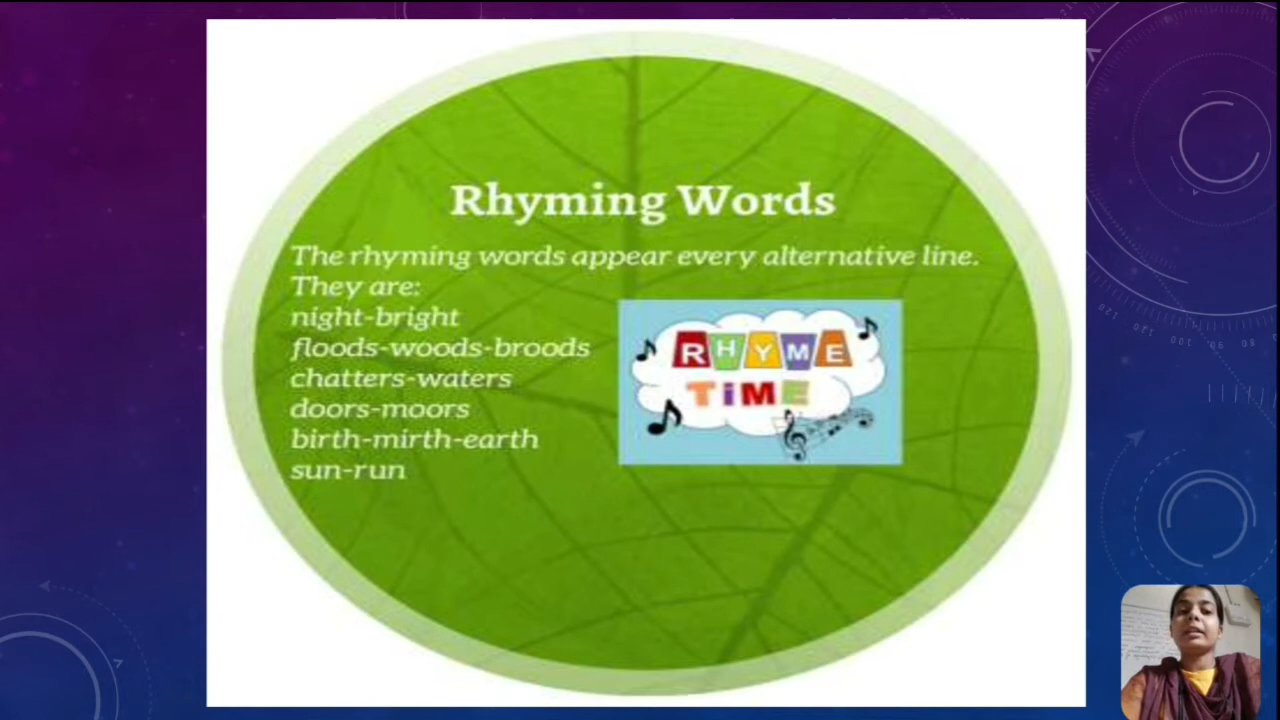 Rhyming Words
The rhyming words appear every alternative line.
They are:
night-bright
floods-woods-broods
chatters-waters
doors-moors
birth-mirth-earth
sun-run
RHYME
TiME